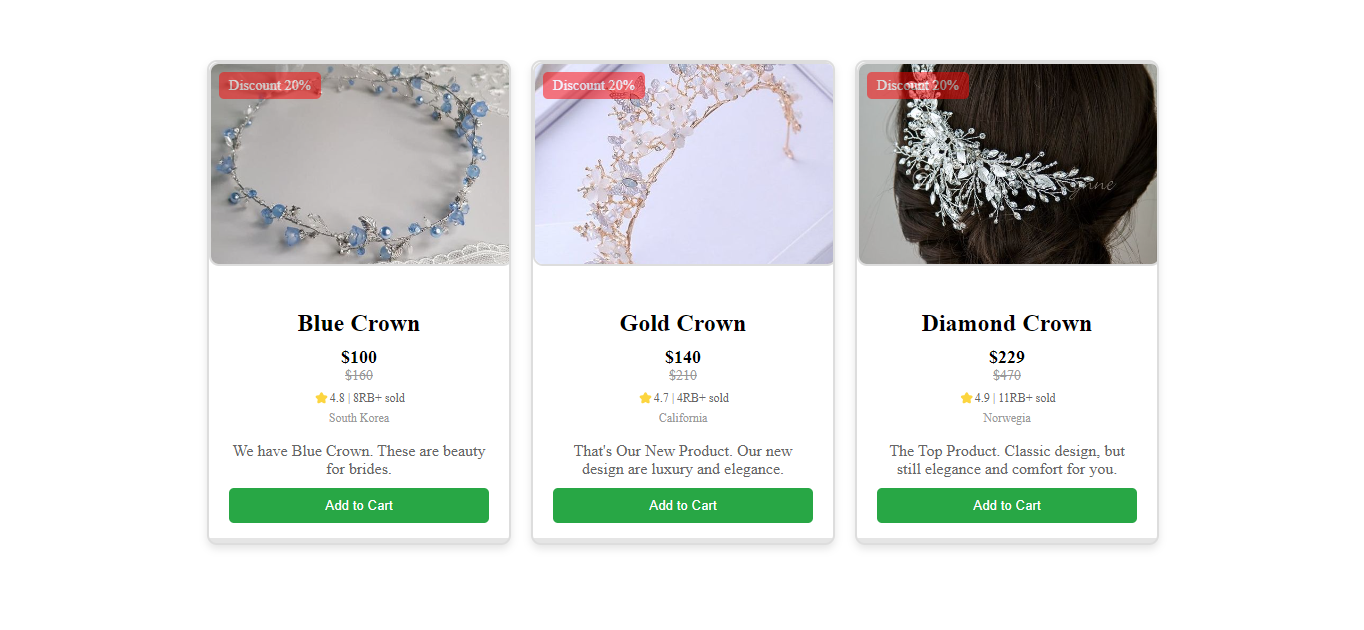 Discount 20%
Blue Crown
$100
$160
4.8 | 8RB+ sold
South Korea
We have Blue Crown. These are beauty
for brides.
Add to Cart
Discount 20%
Gold Crown
$140
$210
4.7 | 4RB+ sold
California
That's Our New Product. Our new
design are luxury and elegance.
Add to Cart
Discount 20%
Diamond Crown
$229
$470
4.9 | 11RB+ sold
Norwegia
The Top Product. Classic design, but
still elegance and comfort for you.
Add to Cart